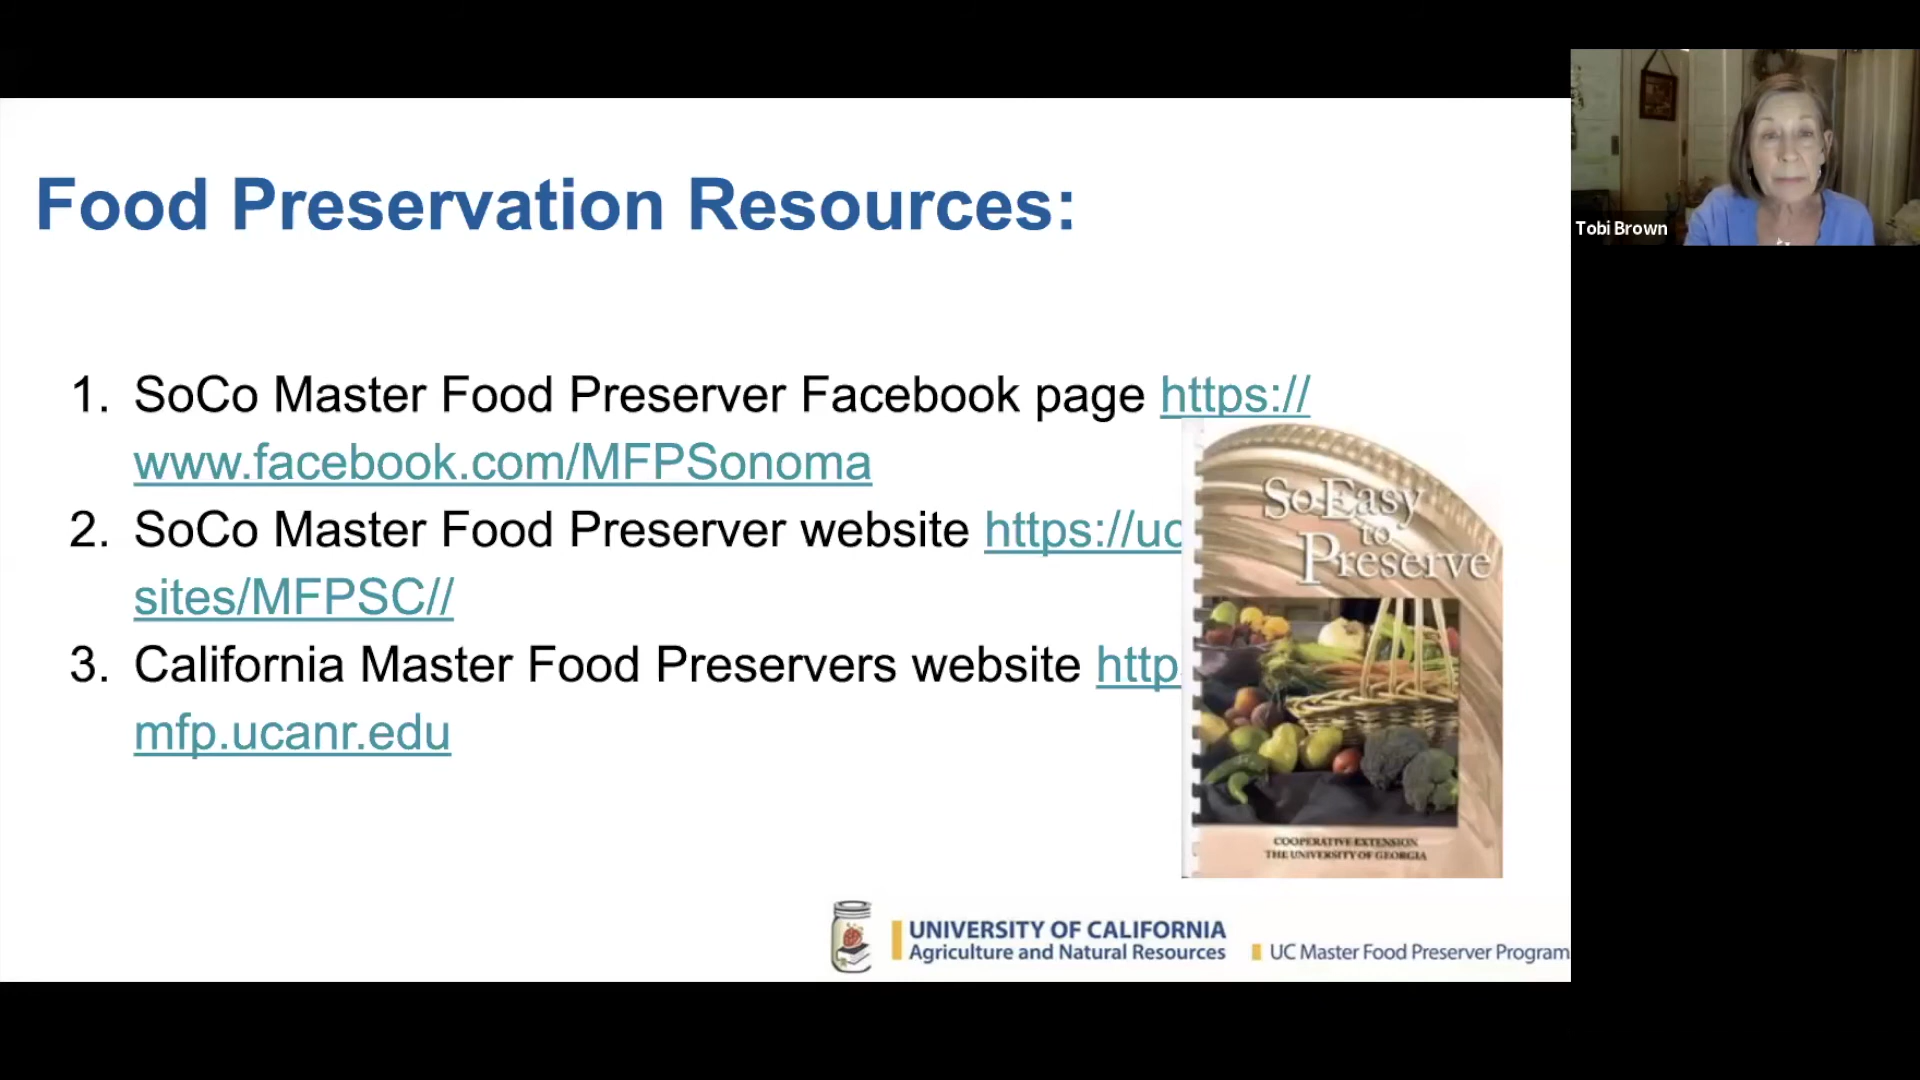 Food Preservation Resources:
1. SoCo Master Food Preserver Facebook page https://
www.facebook.com/MFPSonoma
2. SoCo Master Food Preserver website https://uc
sites/MFPSC//
3. California Master Food Preservers website http
mfp.ucanr.edu
So Easy
to
Preserve
COOPERATIVE EXTENSION
THE UNIVERSITY OF GEORGIA
UNIVERSITY OF CALIFORNIA
Agriculture and Natural Resources
UC Master Food Preserver Program
Tobi Brown